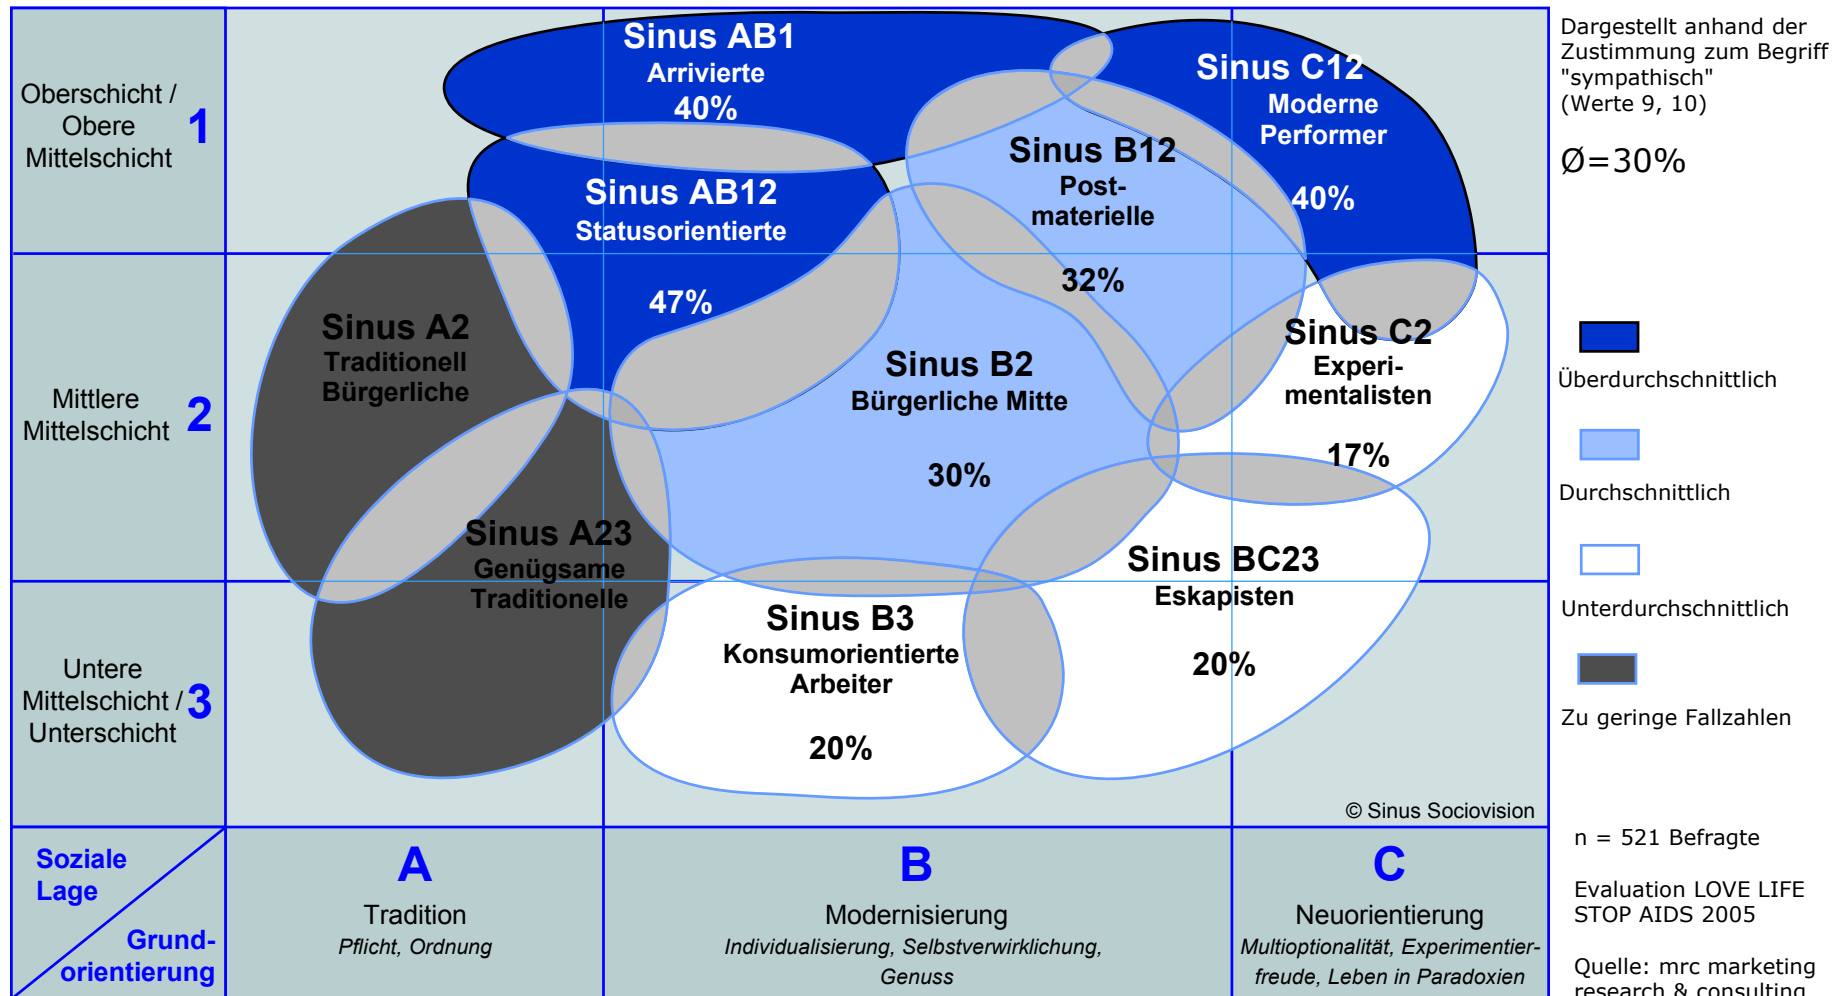 Oberschicht /
Obere
Mittelschicht
1
Mittlere
Mittelschicht
2
Untere
Mittelschicht /
Unterschicht
3
Sinus AB1
Arrivierte
40%
Sinus C12
Moderne
Performer
40%
Sinus AB12
Statusorientierte
47%
Sinus B12
Post-
materielle
32%
Sinus A2
Traditionell
Bürgerliche
Sinus B2
Bürgerliche Mitte
30%
Sinus C2
Experi-
mentalisten
17%
Sinus A23
Genügsame
Traditionelle
Sinus B3
Konsumorientierte
Arbeiter
20%
Sinus BC23
Eskapisten
20%
© Sinus Sociovision
Soziale
Lage
Grund-
orientierung
A
Tradition
Pflicht, Ordnung
B
Modernisierung
Individualisierung, Selbstverwirklichung,
Genuss
C
Neuorientierung
Multioptionalität, Experimentier-
freude, Leben in Paradoxien
Dargestellt anhand der
Zustimmung zum Begriff
"sympathisch"
(Werte 9, 10)
Ø=30%
Überdurchschnittlich
Durchschnittlich
Unterdurchschnittlich
Zu geringe Fallzahlen
n = 521 Befragte
Evaluation LOVE LIFE
STOP AIDS 2005
Quelle: mrc marketing
research & consulting